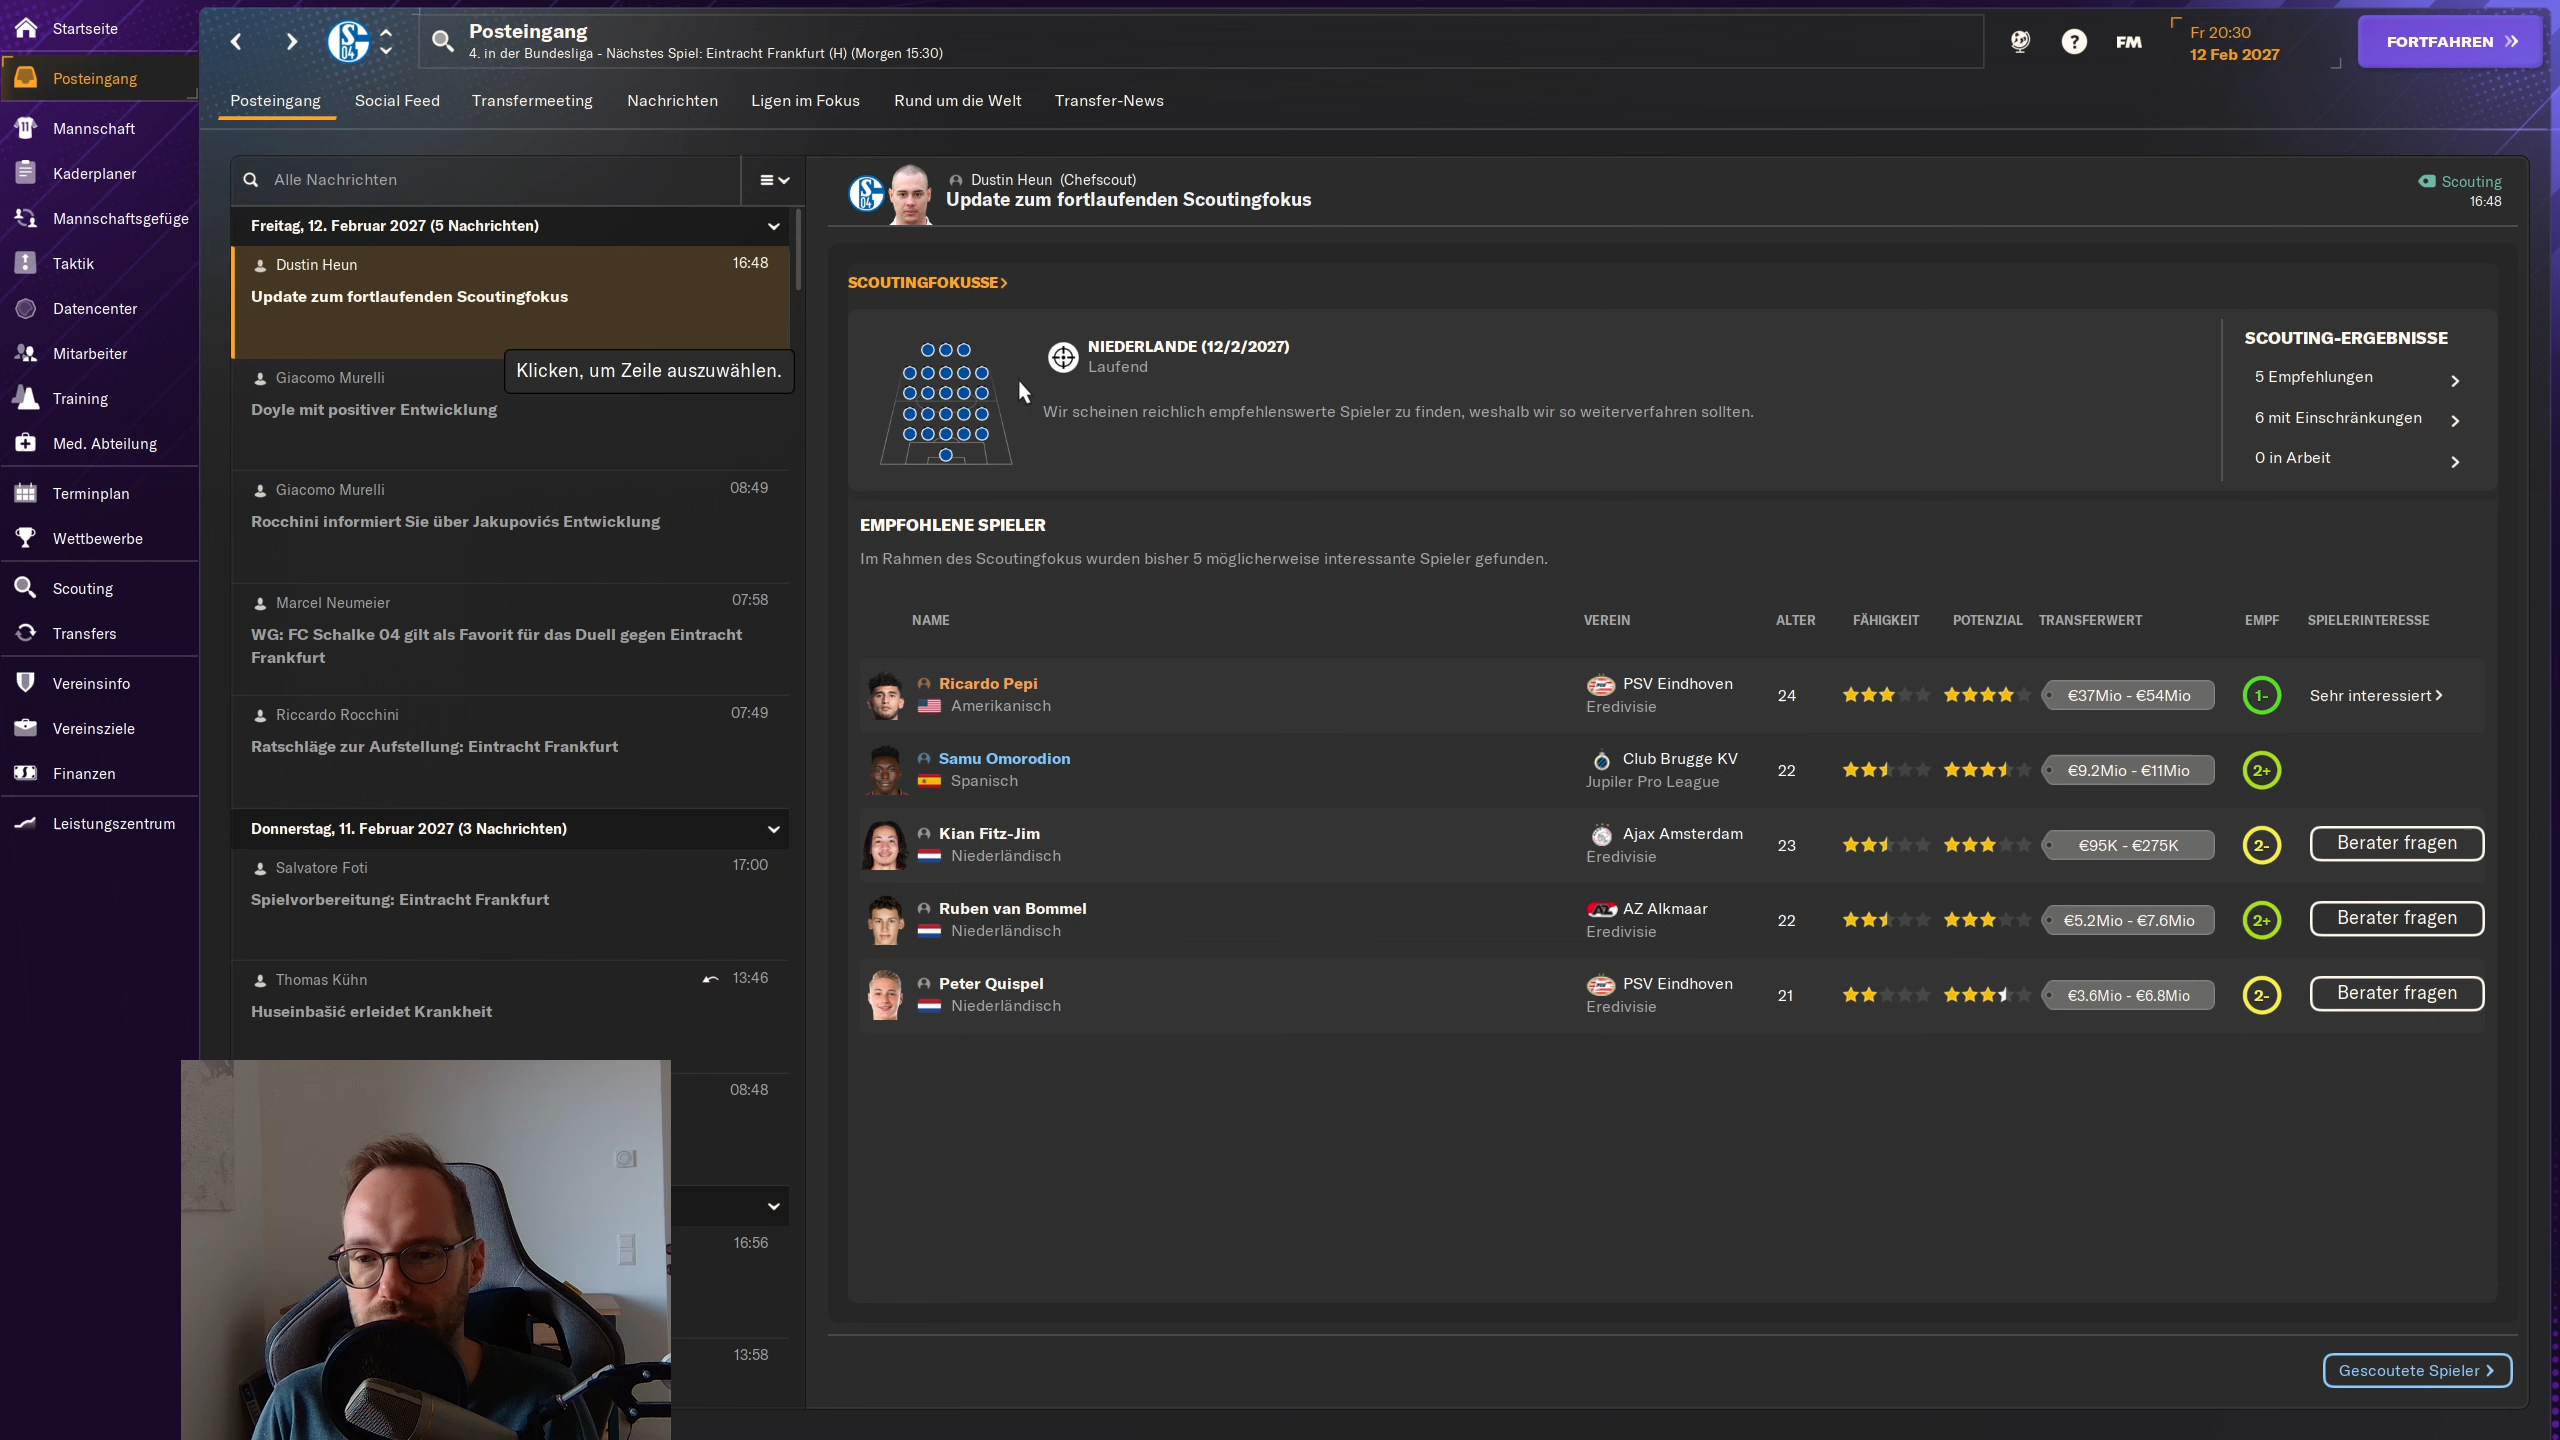 Startseite
Posteingang
Mannschaft
Kaderplaner
Mannschaftsgefüge
Taktik
Datencenter
Mitarbeiter
Training
Med. Abteilung
Terminplan
Wettbewerbe
Scouting
Transfers
Vereinsinfo
Vereinsziele
Finanzen
Leistungszentrum
Posteingang
4. in der Bundesliga - Nächstes Spiel: Eintracht Frankfurt (H) (Morgen 15:30)
FM
Fr 20:30
12 Feb 2027
FORTFAHREN
Posteingang Social Feed Transfermeeting Nachrichten Ligen im Fokus Rund um die Welt Transfer-News
Alle Nachrichten
Freitag, 12. Februar 2027 (5 Nachrichten)
Dustin Heun 16:48
Update zum fortlaufenden Scoutingfokus
Klicken, um Zeile auszuwählen.
Giacomo Murelli
Doyle mit positiver Entwicklung
Giacomo Murelli 08:49
Rocchini informiert Sie über Jakupovićs Entwicklung
Marcel Neumeier 07:58
WG: FC Schalke 04 gilt als Favorit für das Duell gegen Eintracht
Frankfurt
Riccardo Rocchini 07:49
Ratschläge zur Aufstellung: Eintracht Frankfurt
Donnerstag, 11. Februar 2027 (3 Nachrichten)
Salvatore Foti 17:00
Spielvorbereitung: Eintracht Frankfurt
Thomas Kühn 13:46
Huseinbašić erleidet Krankheit
08:48
16:56
13:58
Dustin Heun (Chefscout)
Update zum fortlaufenden Scoutingfokus
Scouting
16:48
SCOUTINGFOKUSSE
NIEDERLANDE (12/2/2027)
Laufend
Wir scheinen reichlich empfehlenswerte Spieler zu finden, weshalb wir so weiterverfahren sollten.
SCOUTING-ERGEBNISSE
5 Empfehlungen
6 mit Einschränkungen
0 in Arbeit
EMPFOHLENE SPIELER
Im Rahmen des Scoutingfokus wurden bisher 5 möglicherweise interessante Spieler gefunden.
NAME VEREIN ALTER FÄHIGKEIT POTENZIAL TRANSFERWERT EMPF SPIELERINTERESSE
Ricardo Pepi PSV Eindhoven 24 €37Mio - €54Mio 1- Sehr interessiert
Amerikanisch Eredivisie
Samu Omorodion Club Brugge KV 22 €9.2Mio - €11Mio 2+
Spanisch Jupiler Pro League
Kian Fitz-Jim Ajax Amsterdam 23 €95K - €275K 2- Berater fragen
Niederländisch Eredivisie
Ruben van Bommel AZ Alkmaar 22 €5.2Mio - €7.6Mio 2+ Berater fragen
Niederländisch Eredivisie
Peter Quispel PSV Eindhoven 21 €3.6Mio - €6.8Mio 2- Berater fragen
Niederländisch Eredivisie
Gescoutete Spieler